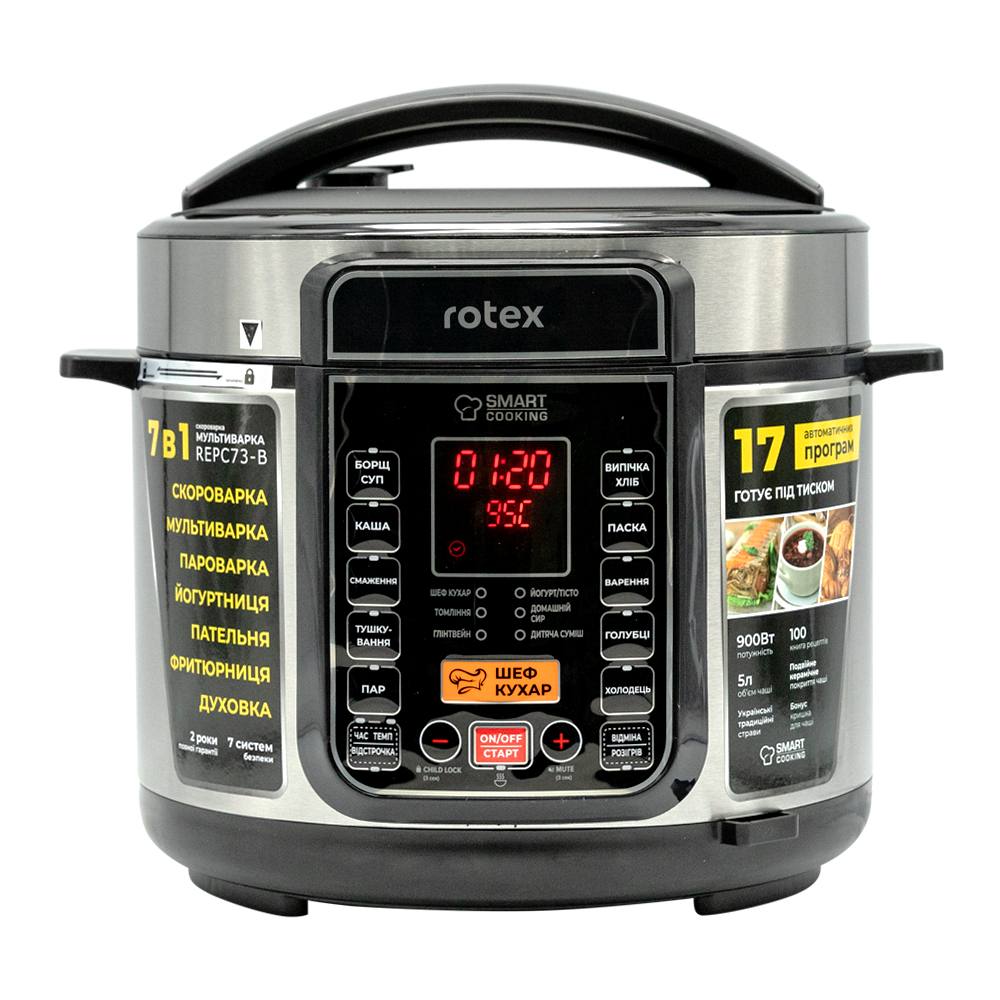 rotex
SMART
COOKING
7 в 1
скороварка
МУЛЬТИВАРКА
REPC73-B
СКОРОВАРКА
МУЛЬТИВАРКА
ПАРОВАРКА
ЙОГУРТНИЦЯ
ПАТЕЛЬНЯ
ФРИТЮРНИЦЯ
ДУХОВКА
2 роки
повної гарантії
7 систем
безпеки
01:20
95C
БОРЩ
СУП
КАША
СМАЖЕННЯ
ТУШКУ-
ВАННЯ
ПАР
ЧАС ТЕМП
ВІДСТРОЧКА
ШЕФ КУХАР
ТОМЛІННЯ
ГЛІНТВЕЙН
ЙОГУРТ/ТІСТО
ДОМАШНІЙ
СИР
ДИТЯЧА СУМІШ
ШЕФ
КУХАР
ВИПІЧКА
ХЛІБ
ПАСКА
ВАРЕННЯ
ГОЛУБЦІ
ХОЛОДЕЦЬ
ВІДМІНА
РОЗІГРІВ
−
ON/OFF
СТАРТ
+
CHILD LOCK
(3 сек)
MUTE
(3 сек)
17 автоматичних
програм
ГОТУЄ ПІД ТИСКОМ
900Вт
потужність
100
книга рецептів
5л
об'єм чаші
Подвійне
керамічне
покриття чаші
Українські
традиційні
страви
Бонус
кришка
для чаші
SMART
COOKING